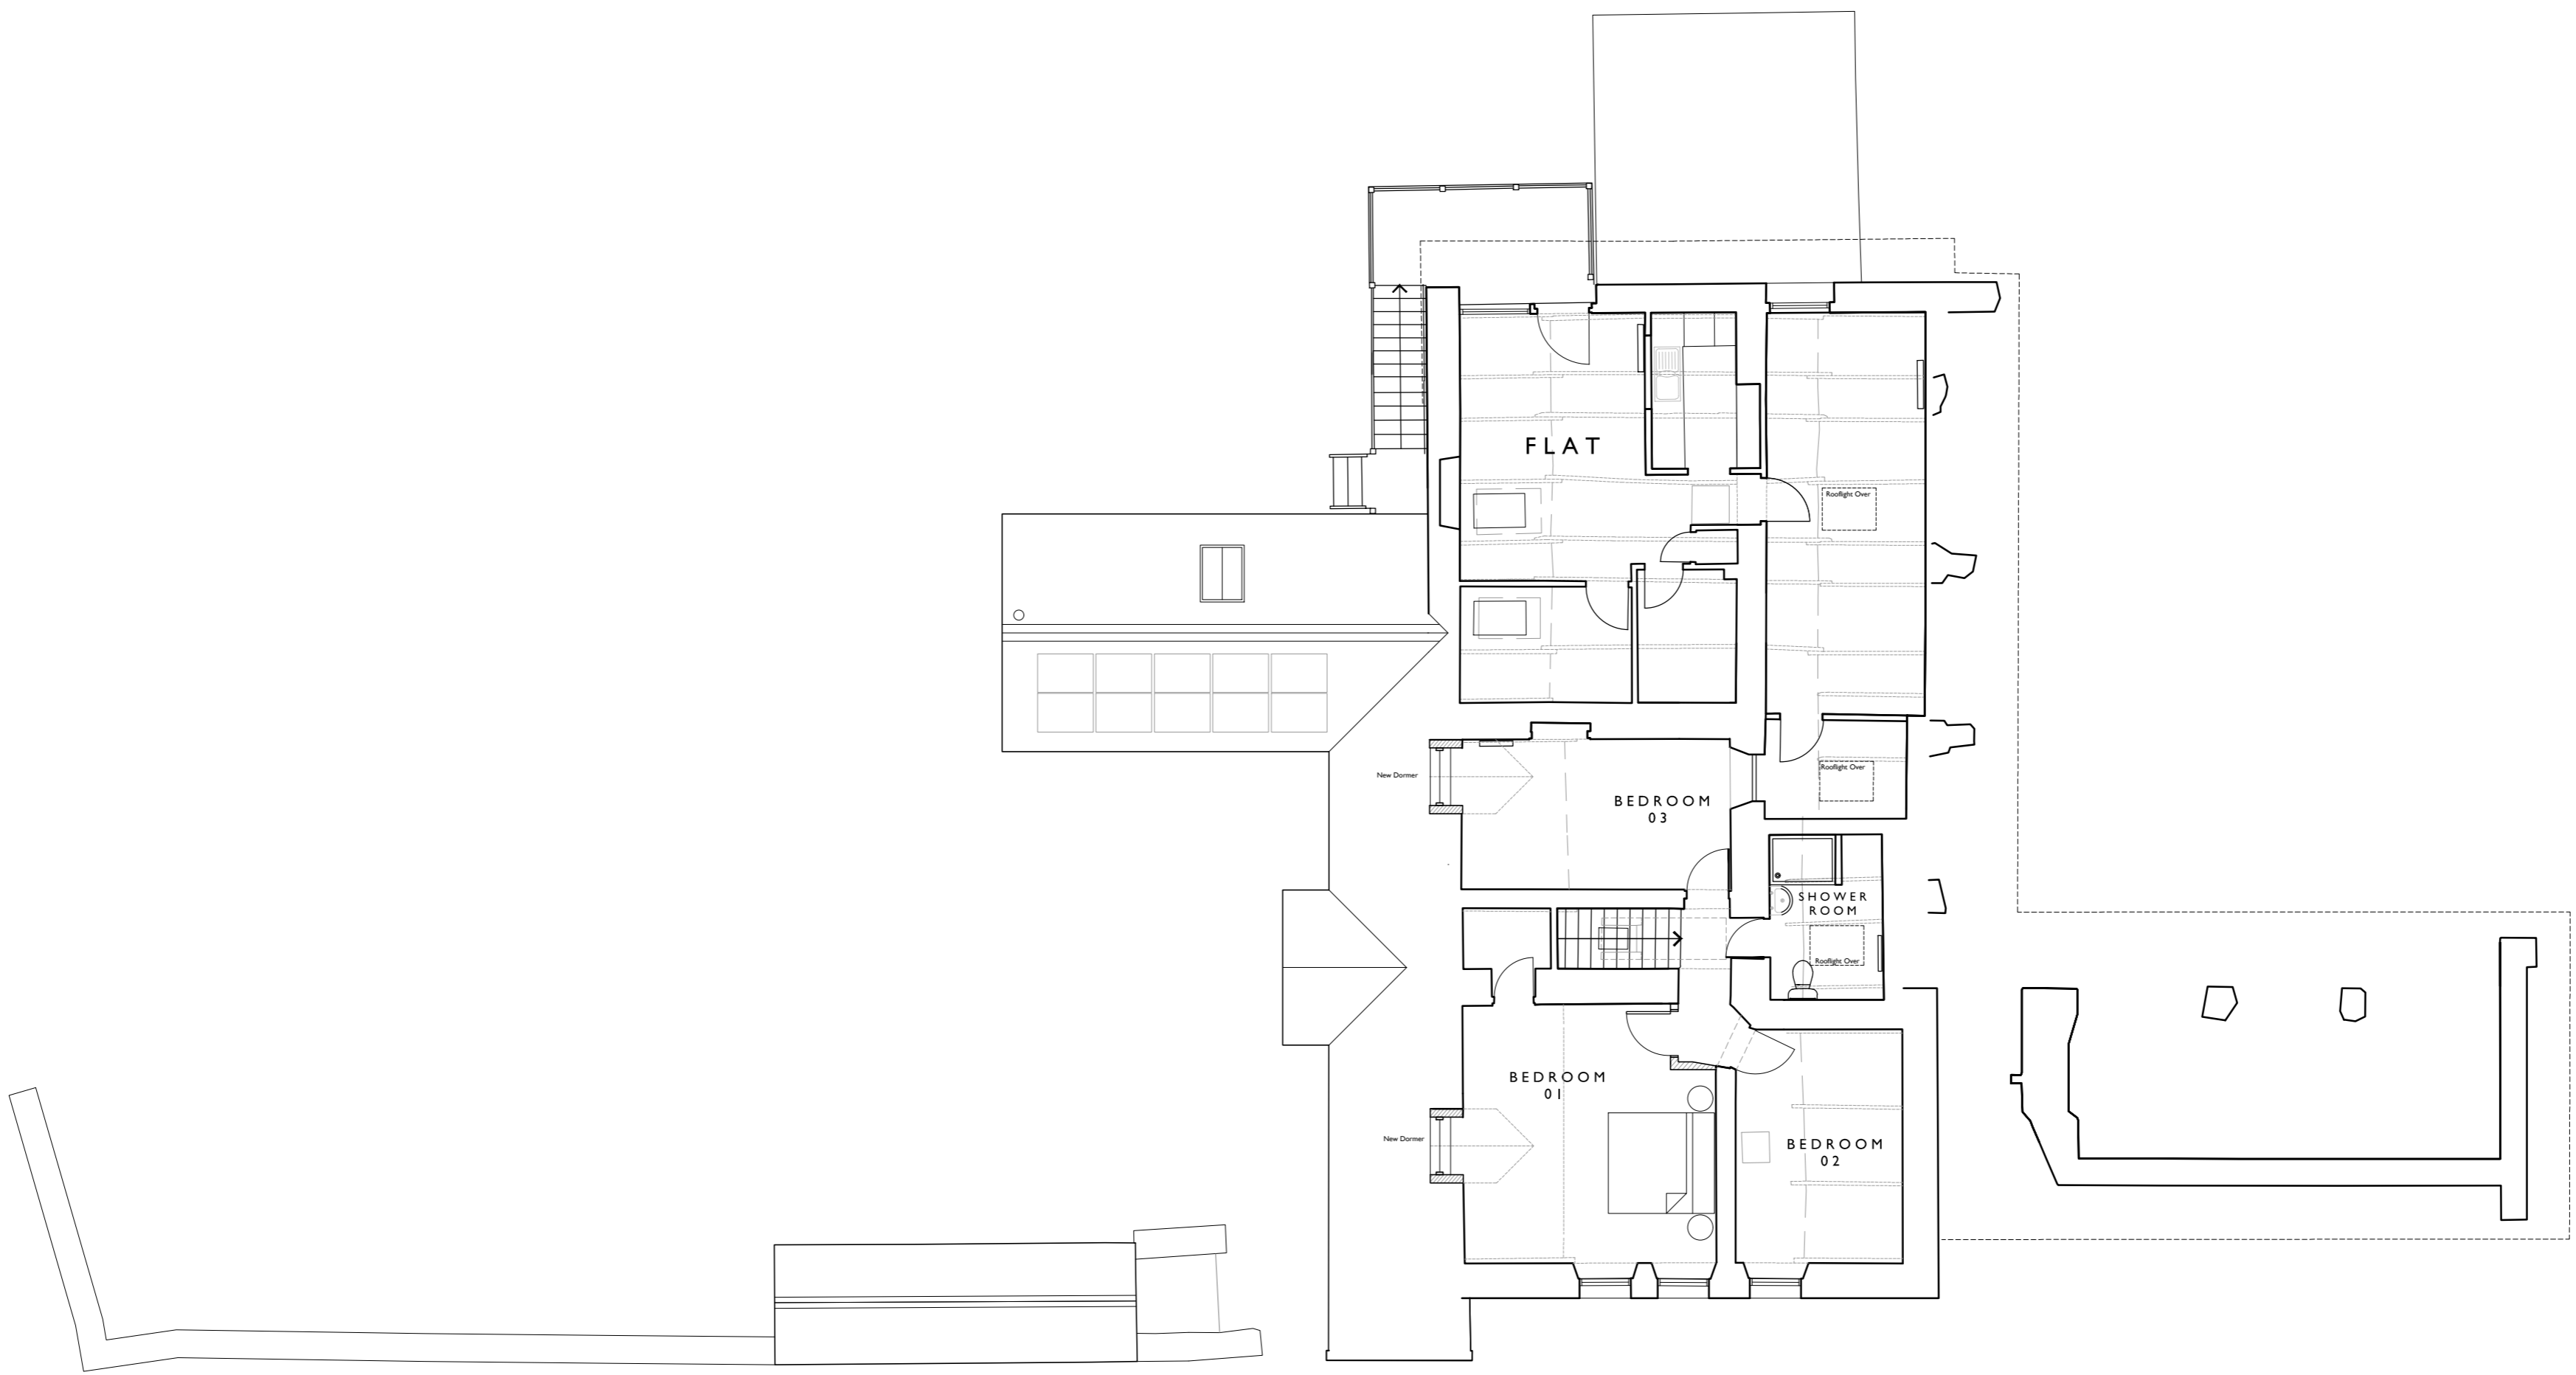 FLAT
Rooflight Over
New Dormer
Rooflight Over
BEDROOM
03
SHOWER
ROOM
Rooflight Over
BEDROOM
01
New Dormer
BEDROOM
02